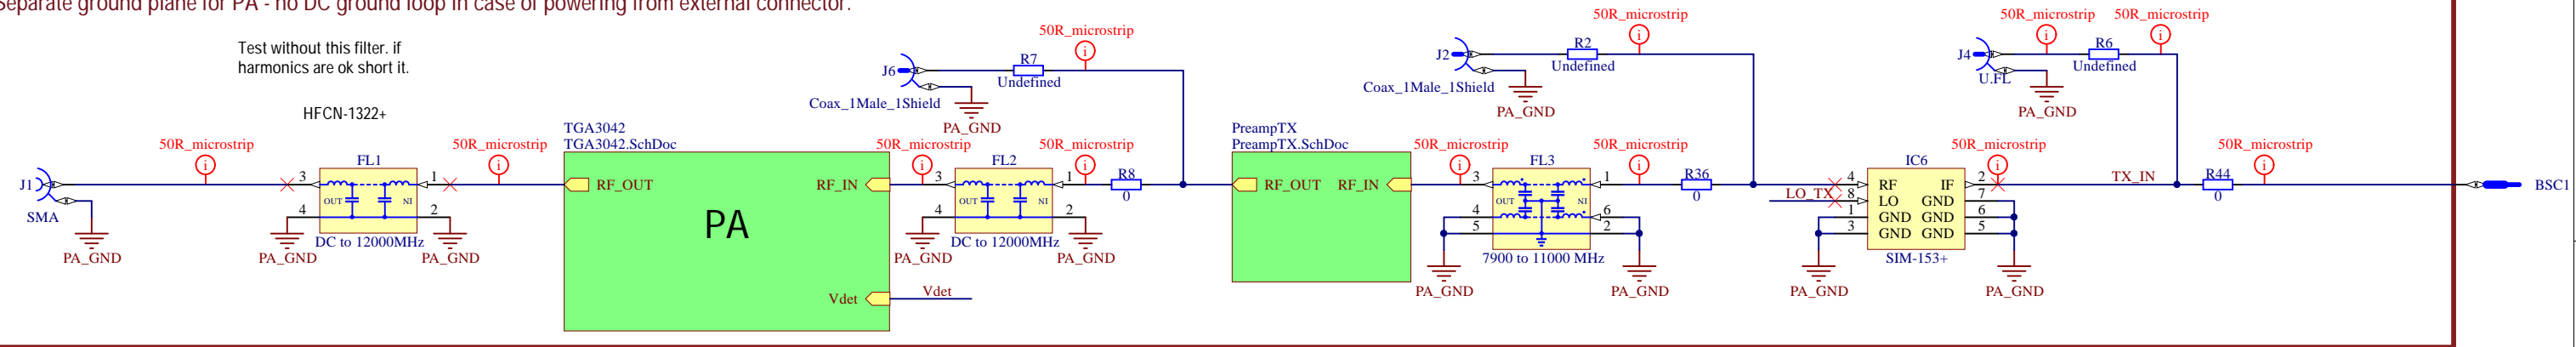 Separate ground plane for PA - no DC ground loop in case of powering from external connector.
Test without this filter. if
harmonics are ok short it.
HFCN-1322+
50R_microstrip
i
50R_microstrip
i
J1
SMA
PA_GND
FL1
3
1
OUT
IN
4
2
DC to 12000MHz
PA_GND
PA_GND
TGA3042
TGA3042.SchDoc
RF_OUT
RF_IN
PA
Vdet
Vdet
J6
Coax_1Male_1Shield
PA_GND
R7
Undefined
50R_microstrip
i
50R_microstrip
i
50R_microstrip
i
FL2
3
1
OUT
IN
4
2
DC to 12000MHz
PA_GND
PA_GND
R8
0
PreampTX
PreampTX.SchDoc
RF_OUT
RF_IN
J2
Coax_1Male_1Shield
PA_GND
R2
Undefined
50R_microstrip
i
50R_microstrip
i
50R_microstrip
i
FL3
3
1
OUT
IN
4
6
5
2
7900 to 11000 MHz
PA_GND
PA_GND
R36
0
LO_TX
IC6
4
RF
IF
2
8
LO
GND
7
1
GND
GND
6
3
GND
GND
5
SIM-153+
PA_GND
PA_GND
J4
U.FL
PA_GND
50R_microstrip
i
R6
Undefined
50R_microstrip
i
50R_microstrip
i
TX_IN
R44
0
50R_microstrip
i
BSC1